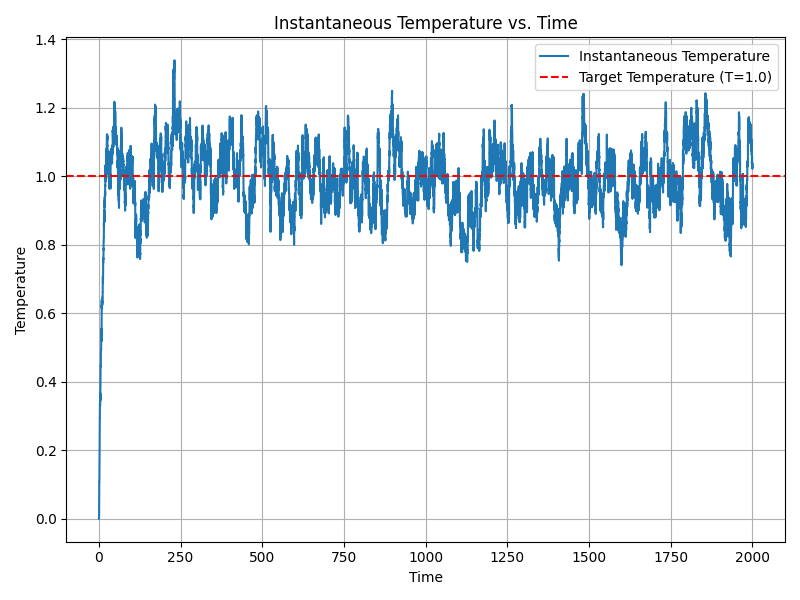 Instantaneous Temperature vs. Time
Instantaneous Temperature
Target Temperature (T=1.0)
1.4
1.2
1.0
0.8
0.6
0.4
0.2
0.0
Temperature
0 250 500 750 1000 1250 1500 1750 2000
Time